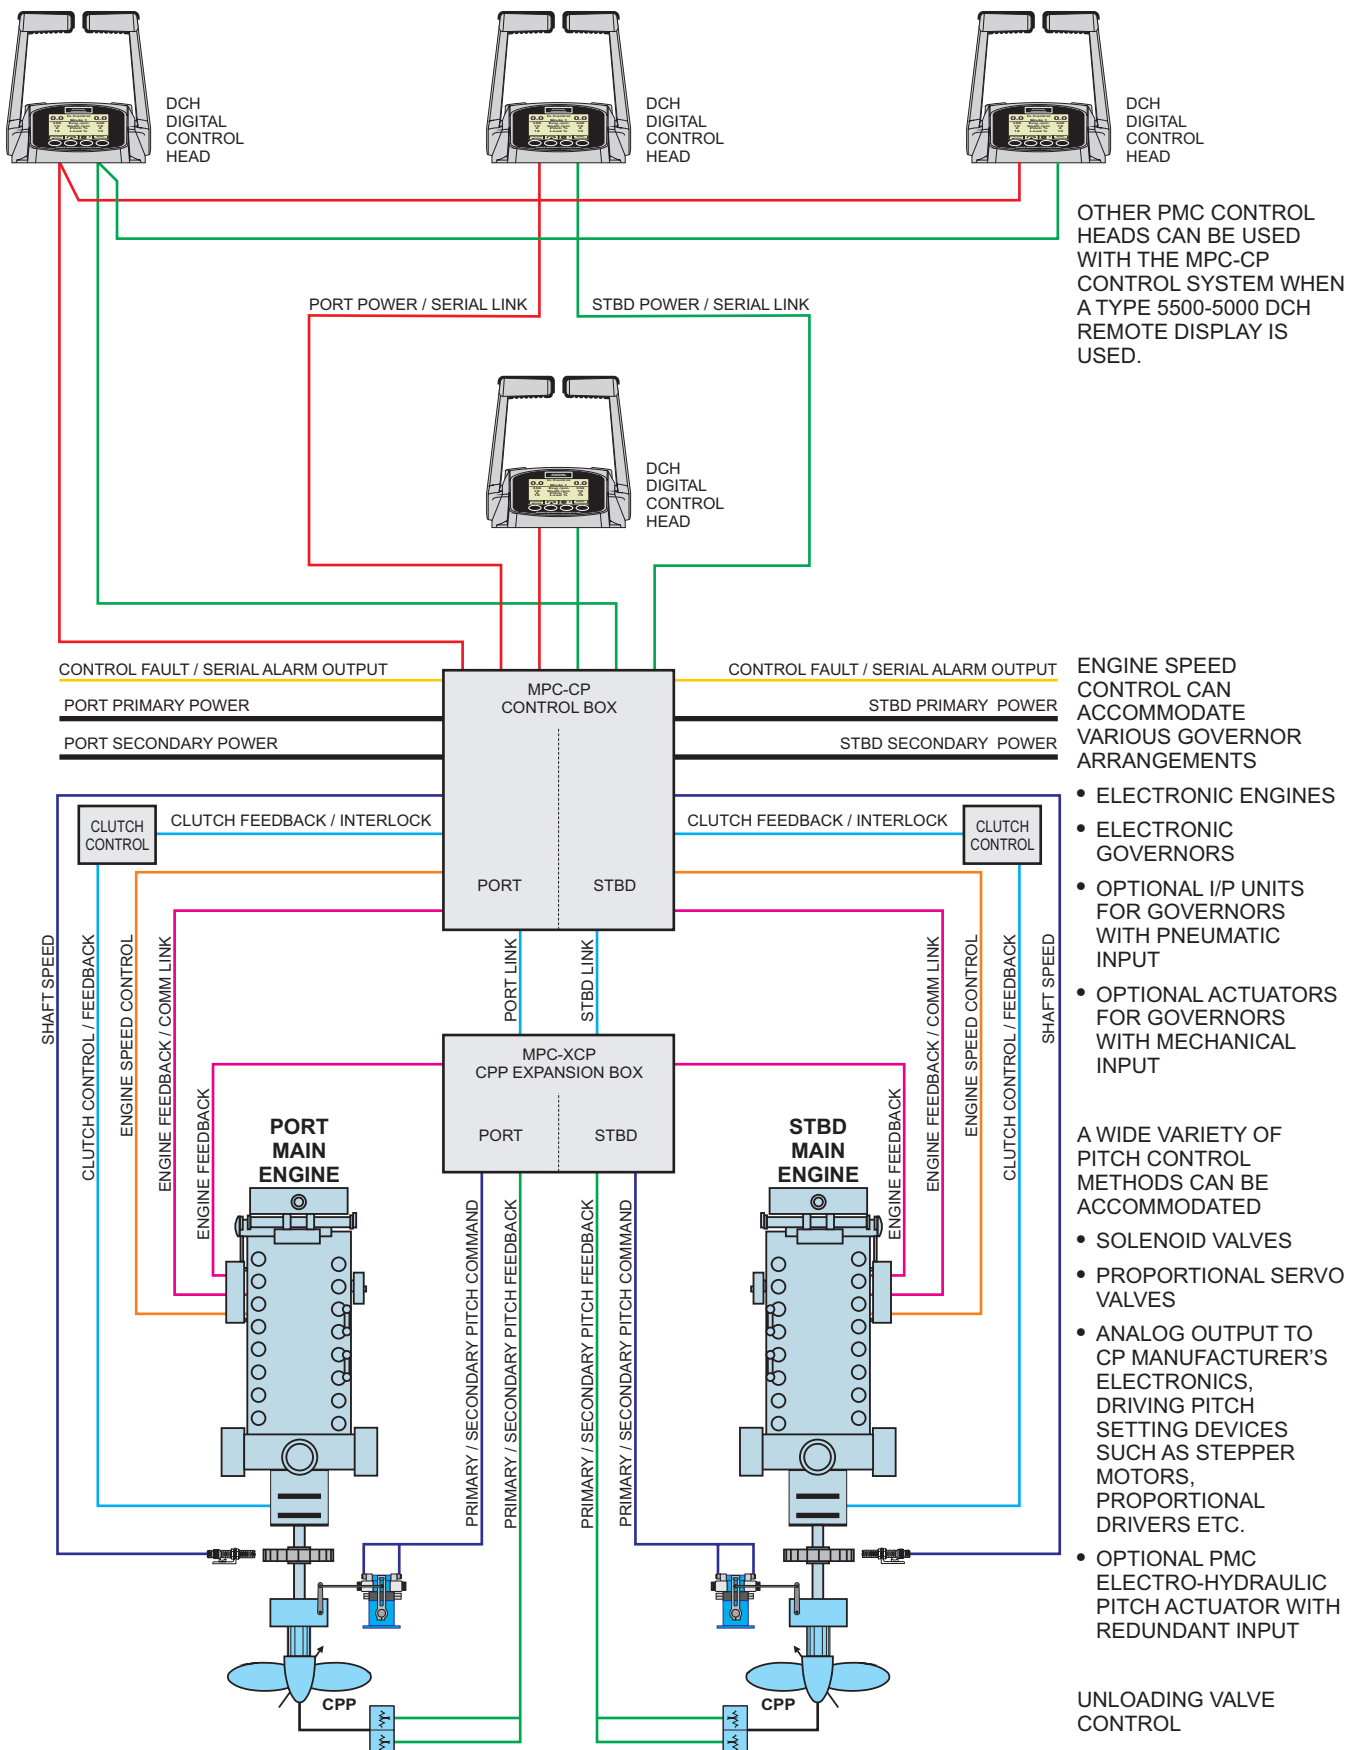 DCH
DIGITAL
CONTROL
HEAD
DCH
DIGITAL
CONTROL
HEAD
DCH
DIGITAL
CONTROL
HEAD
OTHER PMC CONTROL
HEADS CAN BE USED
WITH THE MPC-CP
CONTROL SYSTEM WHEN
A TYPE 5500-5000 DCH
REMOTE DISPLAY IS
USED.
PORT POWER / SERIAL LINK
STBD POWER / SERIAL LINK
DCH
DIGITAL
CONTROL
HEAD
CONTROL FAULT / SERIAL ALARM OUTPUT
PORT PRIMARY POWER
PORT SECONDARY POWER
MPC-CP
CONTROL BOX
PORT
STBD
CONTROL FAULT / SERIAL ALARM OUTPUT
STBD PRIMARY POWER
STBD SECONDARY POWER
ENGINE SPEED
CONTROL CAN
ACCOMMODATE
VARIOUS GOVERNOR
ARRANGEMENTS
• ELECTRONIC ENGINES
• ELECTRONIC
GOVERNORS
• OPTIONAL I/P UNITS
FOR GOVERNORS
WITH PNEUMATIC
INPUT
• OPTIONAL ACTUATORS
FOR GOVERNORS
WITH MECHANICAL
INPUT
CLUTCH
CONTROL
CLUTCH FEEDBACK / INTERLOCK
CLUTCH FEEDBACK / INTERLOCK
CLUTCH
CONTROL
SHAFT SPEED
CLUTCH CONTROL / FEEDBACK
ENGINE SPEED CONTROL
ENGINE FEEDBACK / COMM LINK
ENGINE FEEDBACK
PORT LINK
STBD LINK
ENGINE FEEDBACK
ENGINE FEEDBACK / COMM LINK
ENGINE SPEED CONTROL
CLUTCH CONTROL / FEEDBACK
SHAFT SPEED
MPC-XCP
CPP EXPANSION BOX
PORT
STBD
PORT
MAIN
ENGINE
STBD
MAIN
ENGINE
PRIMARY / SECONDARY PITCH COMMAND
PRIMARY / SECONDARY PITCH FEEDBACK
PRIMARY / SECONDARY PITCH FEEDBACK
PRIMARY / SECONDARY PITCH COMMAND
A WIDE VARIETY OF
PITCH CONTROL
METHODS CAN BE
ACCOMMODATED
• SOLENOID VALVES
• PROPORTIONAL SERVO
VALVES
• ANALOG OUTPUT TO
CP MANUFACTURER'S
ELECTRONICS,
DRIVING PITCH
SETTING DEVICES
SUCH AS STEPPER
MOTORS,
PROPORTIONAL
DRIVERS ETC.
• OPTIONAL PMC
ELECTRO-HYDRAULIC
PITCH ACTUATOR WITH
REDUNDANT INPUT
CPP
CPP
UNLOADING VALVE
CONTROL